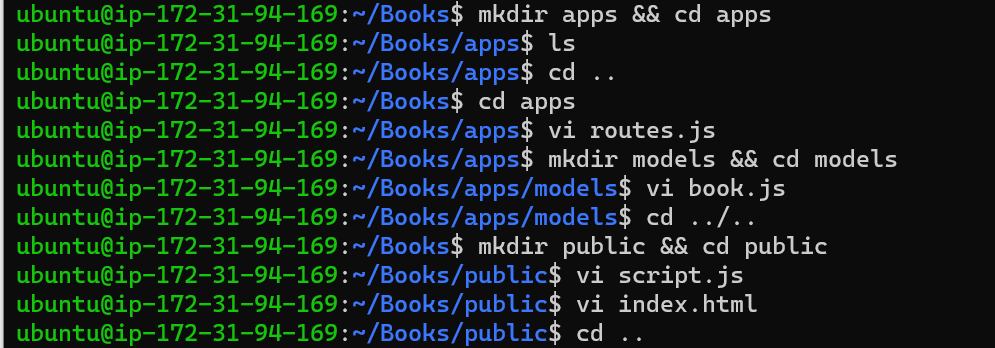 ubuntu@ip-172-31-94-169:~/Books$ mkdir apps && cd apps
ubuntu@ip-172-31-94-169:~/Books/apps$ ls
ubuntu@ip-172-31-94-169:~/Books/apps$ cd ..
ubuntu@ip-172-31-94-169:~/Books$ cd apps
ubuntu@ip-172-31-94-169:~/Books/apps$ vi routes.js
ubuntu@ip-172-31-94-169:~/Books/apps$ mkdir models && cd models
ubuntu@ip-172-31-94-169:~/Books/apps/models$ vi book.js
ubuntu@ip-172-31-94-169:~/Books/apps/models$ cd ../..
ubuntu@ip-172-31-94-169:~/Books$ mkdir public && cd public
ubuntu@ip-172-31-94-169:~/Books/public$ vi script.js
ubuntu@ip-172-31-94-169:~/Books/public$ vi index.html
ubuntu@ip-172-31-94-169:~/Books/public$ cd ..